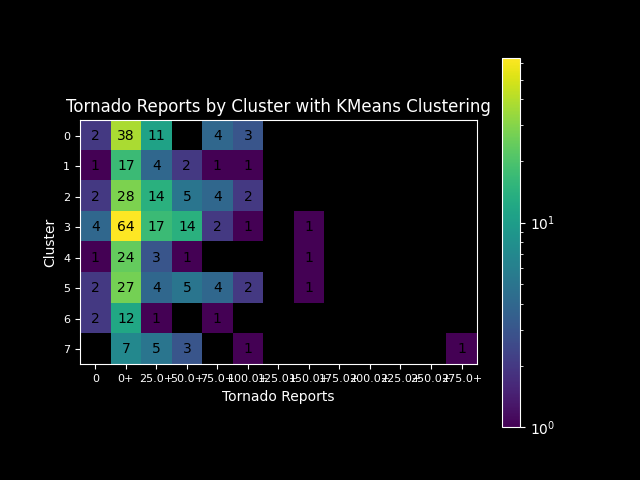 Tornado Reports by Cluster with KMeans Clustering
0 2 38 11 4 3
1 1 17 4 2 1 1
2 2 28 14 5 4 2
3 4 64 17 14 2 1 1
4 1 24 3 1 1
5 2 27 4 5 4 2 1
6 2 12 1 1
7 7 5 3 1 1
Cluster
0 0+ 25.0+ 50.0+ 75.0+ 100.0+ 125.0+ 150.0+ 175.0+ 200.0+ 225.0+ 250.0+ 275.0+
Tornado Reports
10¹
10⁰